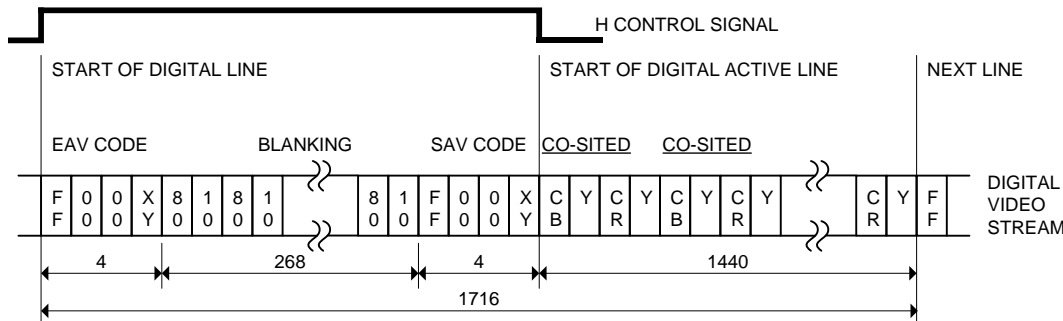 H CONTROL SIGNAL
START OF DIGITAL LINE START OF DIGITAL ACTIVE LINE NEXT LINE
EAV CODE BLANKING SAV CODE CO-SITED CO-SITED
F 0 0 X 8 1 8 1 8 1 F 0 0 X C Y C Y C Y C Y C Y F
F 0 0 Y 0 0 0 0 0 0 F 0 0 Y B R B R R F
DIGITAL
VIDEO
STREAM
4 268 4 1440
1716